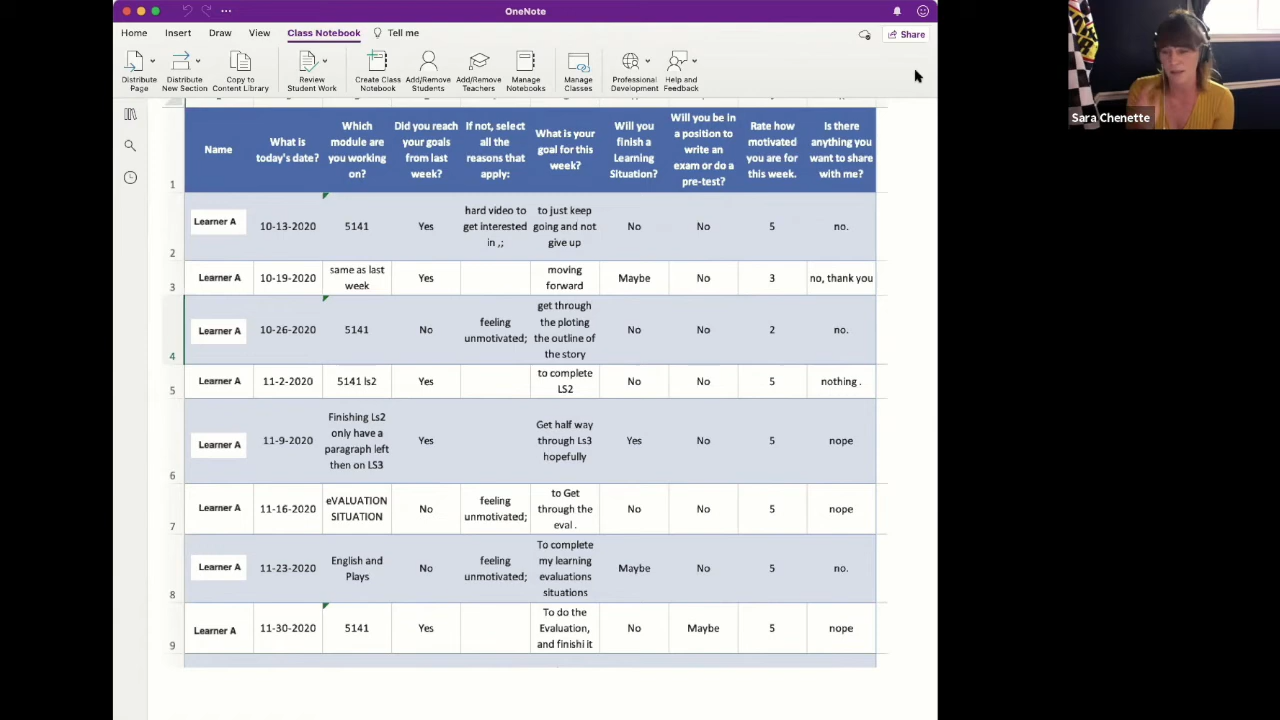 OneNote
Home Insert Draw View Class Notebook Tell me Share
Distribute Page
Distribute New Section
Copy to Content Library
Review Student Work
Create Class Notebook
Add/Remove Students
Add/Remove Teachers
Manage Notebooks
Manage Classes
Professional Development
Help and Feedback
Sara Chenette
1
Name
What is
today's date?
Which
module are
you working
on?
Did you reach
your goals
from last
week?
If not, select
all the
reasons that
apply:
What is your
goal for this
week?
Will you
finish a
Learning
Situation?
Will you be in
a position to
write an
exam or do a
pre-test?
Rate how
motivated
you are for
this week.
Is there
anything you
want to share
with me?
2
Learner A
10-13-2020
5141
Yes
hard video to
get interested
in ,;
to just keep
going and not
give up
No
No
5
no.
3
Learner A
10-19-2020
same as last
week
Yes
moving
forward
Maybe
No
3
no, thank you
4
Learner A
10-26-2020
5141
No
feeling
unmotivated;
get through
the ploting
the outline of
the story
No
No
2
no.
5
Learner A
11-2-2020
5141 ls2
Yes
to complete
LS2
No
No
5
nothing .
6
Learner A
11-9-2020
Finishing Ls2
only have a
paragraph left
then on LS3
Yes
Get half way
through Ls3
hopefully
Yes
No
5
nope
7
Learner A
11-16-2020
eVALUATION
SITUATION
No
feeling
unmotivated;
to Get
through the
eval .
No
No
5
nope
8
Learner A
11-23-2020
English and
Plays
No
feeling
unmotivated;
To complete
my learning
evaluations
situations
Maybe
No
5
no.
9
Learner A
11-30-2020
5141
Yes
To do the
Evaluation,
and finishi it
No
Maybe
5
nope